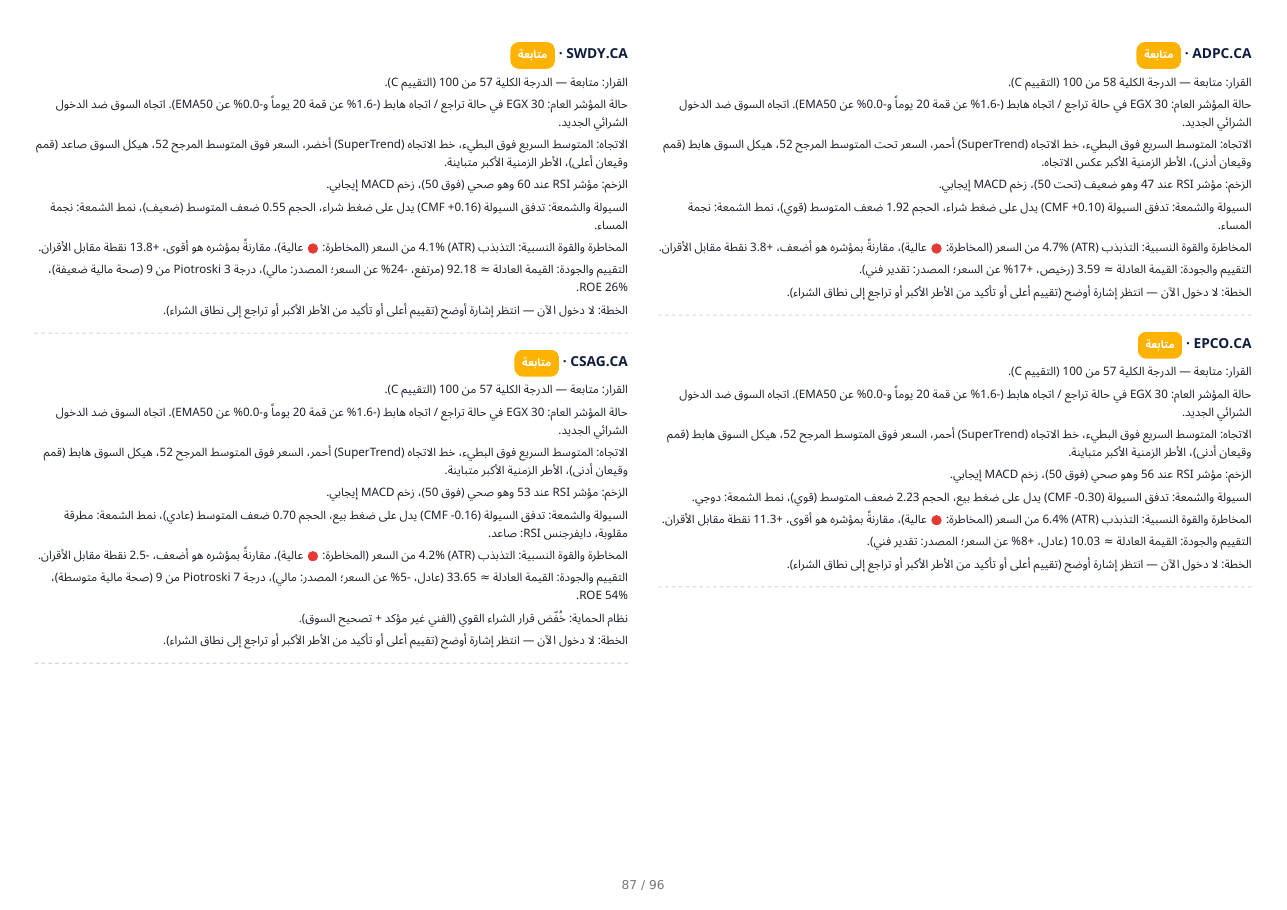 ADPC.CA · متابعة
القرار: متابعة — الدرجة الكلية 58 من 100 (التقييم C).
حالة المؤشر العام: EGX 30 في حالة تراجع / اتجاه هابط (-1.6% عن قمة 20 يوماً و-0.0% عن EMA50). اتجاه السوق ضد الدخول
الشرائي الجديد.
الاتجاه: المتوسط السريع فوق البطيء، خط الاتجاه (SuperTrend) أحمر، السعر تحت المتوسط المرجح 52، هيكل السوق هابط (قمم
وقيعان أدنى)، الأطر الزمنية الأكبر عكس الاتجاه.
الزخم: مؤشر RSI عند 47 وهو ضعيف (تحت 50)، زخم MACD إيجابي.
السيولة والشمعة: تدفق السيولة (CMF +0.10) يدل على ضغط شراء، الحجم 1.92 ضعف المتوسط (قوي)، نمط الشمعة: نجمة
المساء.
المخاطرة والقوة النسبية: التذبذب (ATR) 4.7% من السعر (المخاطرة: 🔴 عالية)، مقارنةً بمؤشره هو أضعف، +3.8 نقطة مقابل الأقران.
التقييم والجودة: القيمة العادلة ≈ 3.59 (رخيص، +17% عن السعر؛ المصدر: تقدير فني).
الخطة: لا دخول الآن — انتظر إشارة أوضح (تقييم أعلى أو تأكيد من الأطر الأكبر أو تراجع إلى نطاق الشراء).
EPCO.CA · متابعة
القرار: متابعة — الدرجة الكلية 57 من 100 (التقييم C).
حالة المؤشر العام: EGX 30 في حالة تراجع / اتجاه هابط (-1.6% عن قمة 20 يوماً و-0.0% عن EMA50). اتجاه السوق ضد الدخول
الشرائي الجديد.
الاتجاه: المتوسط السريع فوق البطيء، خط الاتجاه (SuperTrend) أحمر، السعر فوق المتوسط المرجح 52، هيكل السوق هابط (قمم
وقيعان أدنى)، الأطر الزمنية الأكبر متباينة.
الزخم: مؤشر RSI عند 56 وهو صحي (فوق 50)، زخم MACD إيجابي.
السيولة والشمعة: تدفق السيولة (CMF -0.30) يدل على ضغط بيع، الحجم 2.23 ضعف المتوسط (قوي)، نمط الشمعة: دوجي.
المخاطرة والقوة النسبية: التذبذب (ATR) 6.4% من السعر (المخاطرة: 🔴 عالية)، مقارنةً بمؤشره هو أقوى، +11.3 نقطة مقابل الأقران.
التقييم والجودة: القيمة العادلة ≈ 10.03 (عادل، +8% عن السعر؛ المصدر: تقدير فني).
الخطة: لا دخول الآن — انتظر إشارة أوضح (تقييم أعلى أو تأكيد من الأطر الأكبر أو تراجع إلى نطاق الشراء).
SWDY.CA · متابعة
القرار: متابعة — الدرجة الكلية 57 من 100 (التقييم C).
حالة المؤشر العام: EGX 30 في حالة تراجع / اتجاه هابط (-1.6% عن قمة 20 يوماً و-0.0% عن EMA50). اتجاه السوق ضد الدخول
الشرائي الجديد.
الاتجاه: المتوسط السريع فوق البطيء، خط الاتجاه (SuperTrend) أخضر، السعر فوق المتوسط المرجح 52، هيكل السوق صاعد (قمم
وقيعان أعلى)، الأطر الزمنية الأكبر متباينة.
الزخم: مؤشر RSI عند 60 وهو صحي (فوق 50)، زخم MACD إيجابي.
السيولة والشمعة: تدفق السيولة (CMF +0.16) يدل على ضغط شراء، الحجم 0.55 ضعف المتوسط (ضعيف)، نمط الشمعة: نجمة
المساء.
المخاطرة والقوة النسبية: التذبذب (ATR) 4.1% من السعر (المخاطرة: 🔴 عالية)، مقارنةً بمؤشره هو أقوى، +13.8 نقطة مقابل الأقران.
التقييم والجودة: القيمة العادلة ≈ 92.18 (مرتفع، -24% عن السعر؛ المصدر: مالي)، درجة Piotroski 3 من 9 (صحة مالية ضعيفة)،
ROE 26%.
الخطة: لا دخول الآن — انتظر إشارة أوضح (تقييم أعلى أو تأكيد من الأطر الأكبر أو تراجع إلى نطاق الشراء).
CSAG.CA · متابعة
القرار: متابعة — الدرجة الكلية 57 من 100 (التقييم C).
حالة المؤشر العام: EGX 30 في حالة تراجع / اتجاه هابط (-1.6% عن قمة 20 يوماً و-0.0% عن EMA50). اتجاه السوق ضد الدخول
الشرائي الجديد.
الاتجاه: المتوسط السريع فوق البطيء، خط الاتجاه (SuperTrend) أحمر، السعر فوق المتوسط المرجح 52، هيكل السوق هابط (قمم
وقيعان أدنى)، الأطر الزمنية الأكبر متباينة.
الزخم: مؤشر RSI عند 53 وهو صحي (فوق 50)، زخم MACD إيجابي.
السيولة والشمعة: تدفق السيولة (CMF -0.16) يدل على ضغط بيع، الحجم 0.70 ضعف المتوسط (عادي)، نمط الشمعة: مطرقة
مقلوبة، دايفرجنس RSI: صاعد.
المخاطرة والقوة النسبية: التذبذب (ATR) 4.2% من السعر (المخاطرة: 🔴 عالية)، مقارنةً بمؤشره هو أضعف، -2.5 نقطة مقابل الأقران.
التقييم والجودة: القيمة العادلة ≈ 33.65 (عادل، -5% عن السعر؛ المصدر: مالي)، درجة Piotroski 7 من 9 (صحة مالية متوسطة)،
ROE 54%.
نظام الحماية: خُفّض قرار الشراء القوي (الفني غير مؤكد + تصحيح السوق).
الخطة: لا دخول الآن — انتظر إشارة أوضح (تقييم أعلى أو تأكيد من الأطر الأكبر أو تراجع إلى نطاق الشراء).
87 / 96